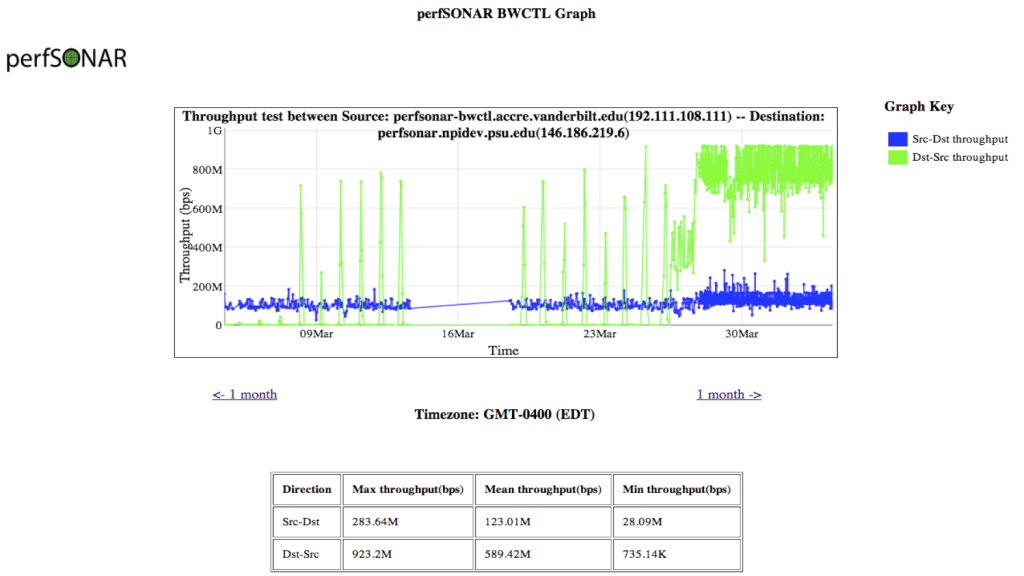 perfSONAR BWCTL Graph
perfSONAR
Throughput test between Source: perfsonar-bwctl.accre.vanderbilt.edu(192.111.108.111) -- Destination:
perfsonar.npidev.psu.edu(146.186.219.6)
Graph Key
Src-Dst throughput
Dst-Src throughput
Throughput (bps)
1G
800M
600M
400M
200M
0
09Mar 16Mar 23Mar 30Mar
Time
<- 1 month 1 month ->
Timezone: GMT-0400 (EDT)
Direction Max throughput(bps) Mean throughput(bps) Min throughput(bps)
Src-Dst 283.64M 123.01M 28.09M
Dst-Src 923.2M 589.42M 735.14K